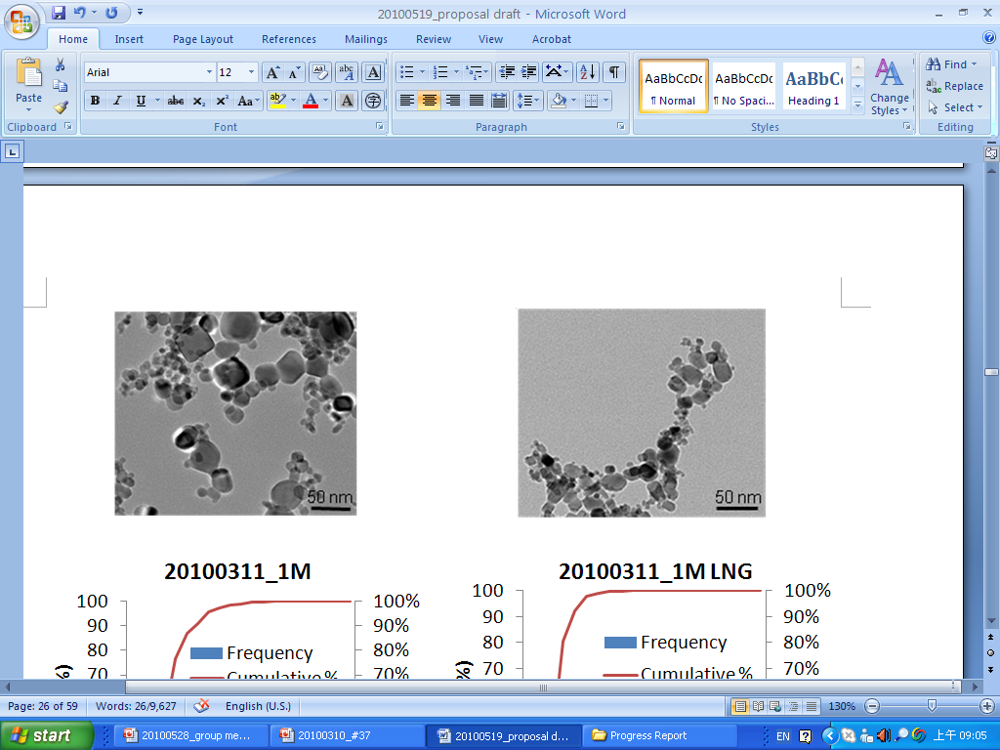 20100519_proposal draft - Microsoft Word
Home Insert Page Layout References Mailings Review View Acrobat
Paste
Clipboard
Arial 12
B I U abc x₂ x² Aa
Font
Paragraph
AaBbCcDc AaBbCcDc AaBbCc
¶ Normal ¶ No Spaci... Heading 1
Change Styles
Styles
Find
Replace
Select
Editing
50 nm 50 nm
20100311_1M 20100311_1M LNG
100 100% 100 100%
90 90% 90 90%
80 80% 80 80%
70 70% 70 70%
Frequency Frequency
Cumulative % Cumulative %
(%) (%)
Page: 26 of 59 Words: 26/9,627 English (U.S.) 130%
start 20100528_group me... 20100310_#37 20100519_proposal d... Progress Report EN 上午 09:05